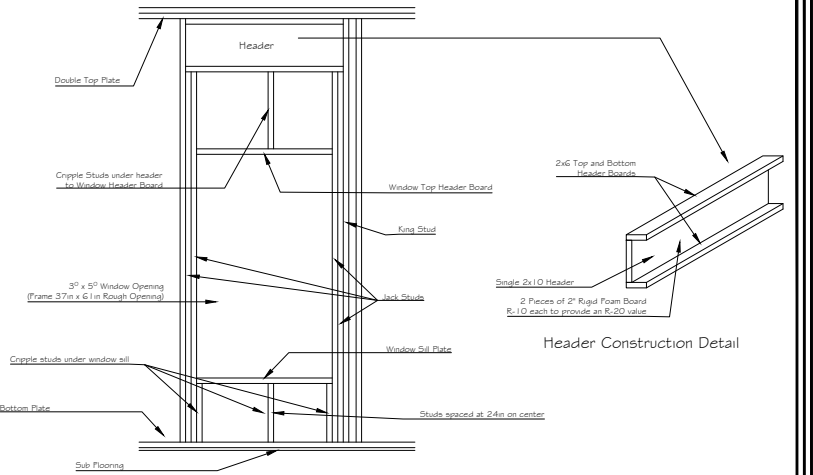 Header
Double Top Plate
Cripple Studs under header
to Window Header Board
Window Top Header Board
King Stud
3⁰ x 5⁰ Window Opening
(Frame 37in x 61in Rough Opening)
Jack Studs
Window Sill Plate
Cripple studs under window sill
Bottom Plate
Studs spaced at 24in on center
Sub Flooring
2x6 Top and Bottom
Header Boards
Single 2x10 Header
2 Pieces of 2" Rigid Foam Board
R-10 each to provide an R-20 value
Header Construction Detail